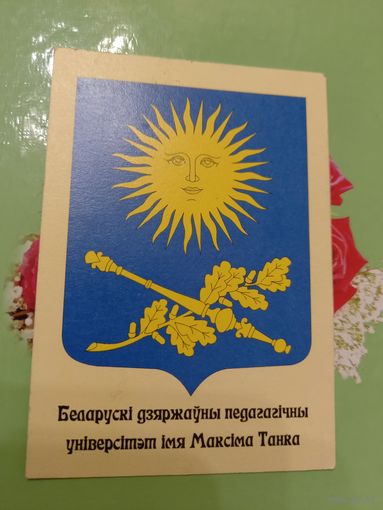 Беларускі дзяржаўны педагагічны
універсітэт імя Максіма Танка